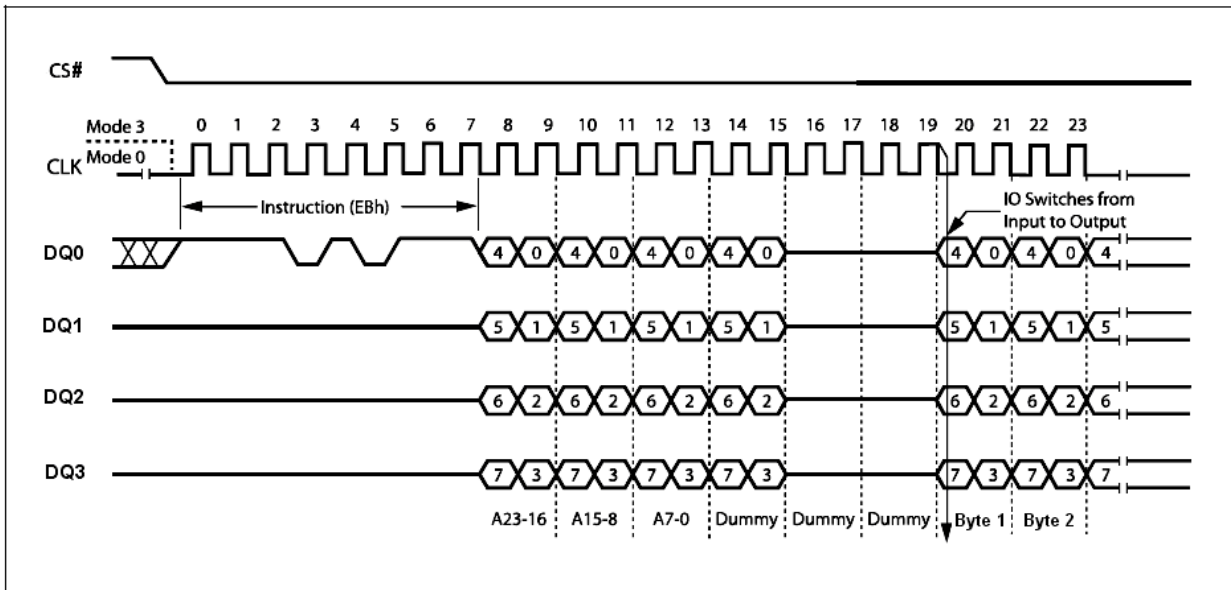 CS#
Mode 3
0 1 2 3 4 5 6 7 8 9 10 11 12 13 14 15 16 17 18 19 20 21 22 23
Mode 0
CLK
Instruction (EBh)
IO Switches from
Input to Output
DQ0 4 0 4 0 4 0 4 0 4 0 4 0 4
DQ1 5 1 5 1 5 1 5 1 5 1 5 1 5
DQ2 6 2 6 2 6 2 6 2 6 2 6 2 6
DQ3 7 3 7 3 7 3 7 3 7 3 7 3 7
A23-16 A15-8 A7-0 Dummy Dummy Dummy Byte 1 Byte 2